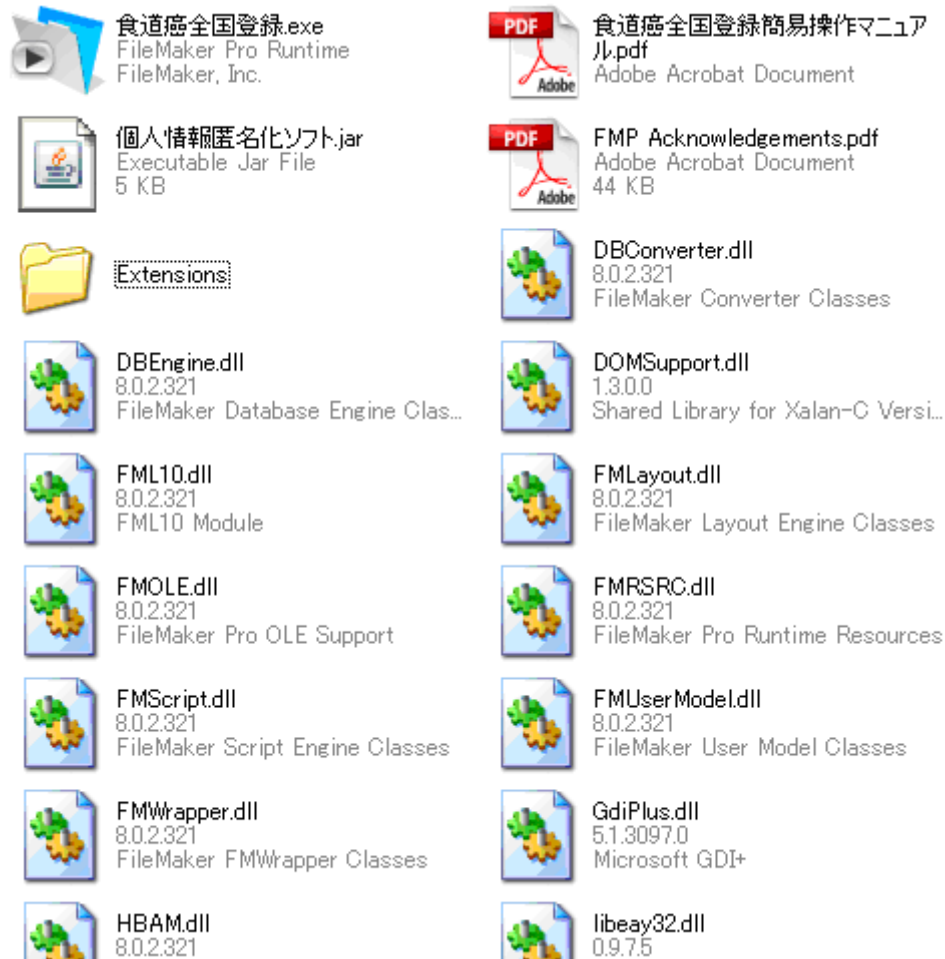 食道癌全国登録.exe
FileMaker Pro Runtime
FileMaker, Inc.
PDF
Adobe
食道癌全国登録簡易操作マニュア
ル.pdf
Adobe Acrobat Document
個人情報匿名化ソフト.jar
Executable Jar File
5 KB
PDF
Adobe
FMP Acknowledgements.pdf
Adobe Acrobat Document
44 KB
Extensions
DBConverter.dll
8.0.2.321
FileMaker Converter Classes
DBEngine.dll
8.0.2.321
FileMaker Database Engine Clas...
DOMSupport.dll
1.3.0.0
Shared Library for Xalan-C Versi...
FML10.dll
8.0.2.321
FML10 Module
FMLayout.dll
8.0.2.321
FileMaker Layout Engine Classes
FMOLE.dll
8.0.2.321
FileMaker Pro OLE Support
FMRSRC.dll
8.0.2.321
FileMaker Pro Runtime Resources
FMScript.dll
8.0.2.321
FileMaker Script Engine Classes
FMUserModel.dll
8.0.2.321
FileMaker User Model Classes
FMWrapper.dll
8.0.2.321
FileMaker FMWrapper Classes
GdiPlus.dll
5.1.3097.0
Microsoft GDI+
HBAM.dll
8.0.2.321
libeay32.dll
0.9.7.5